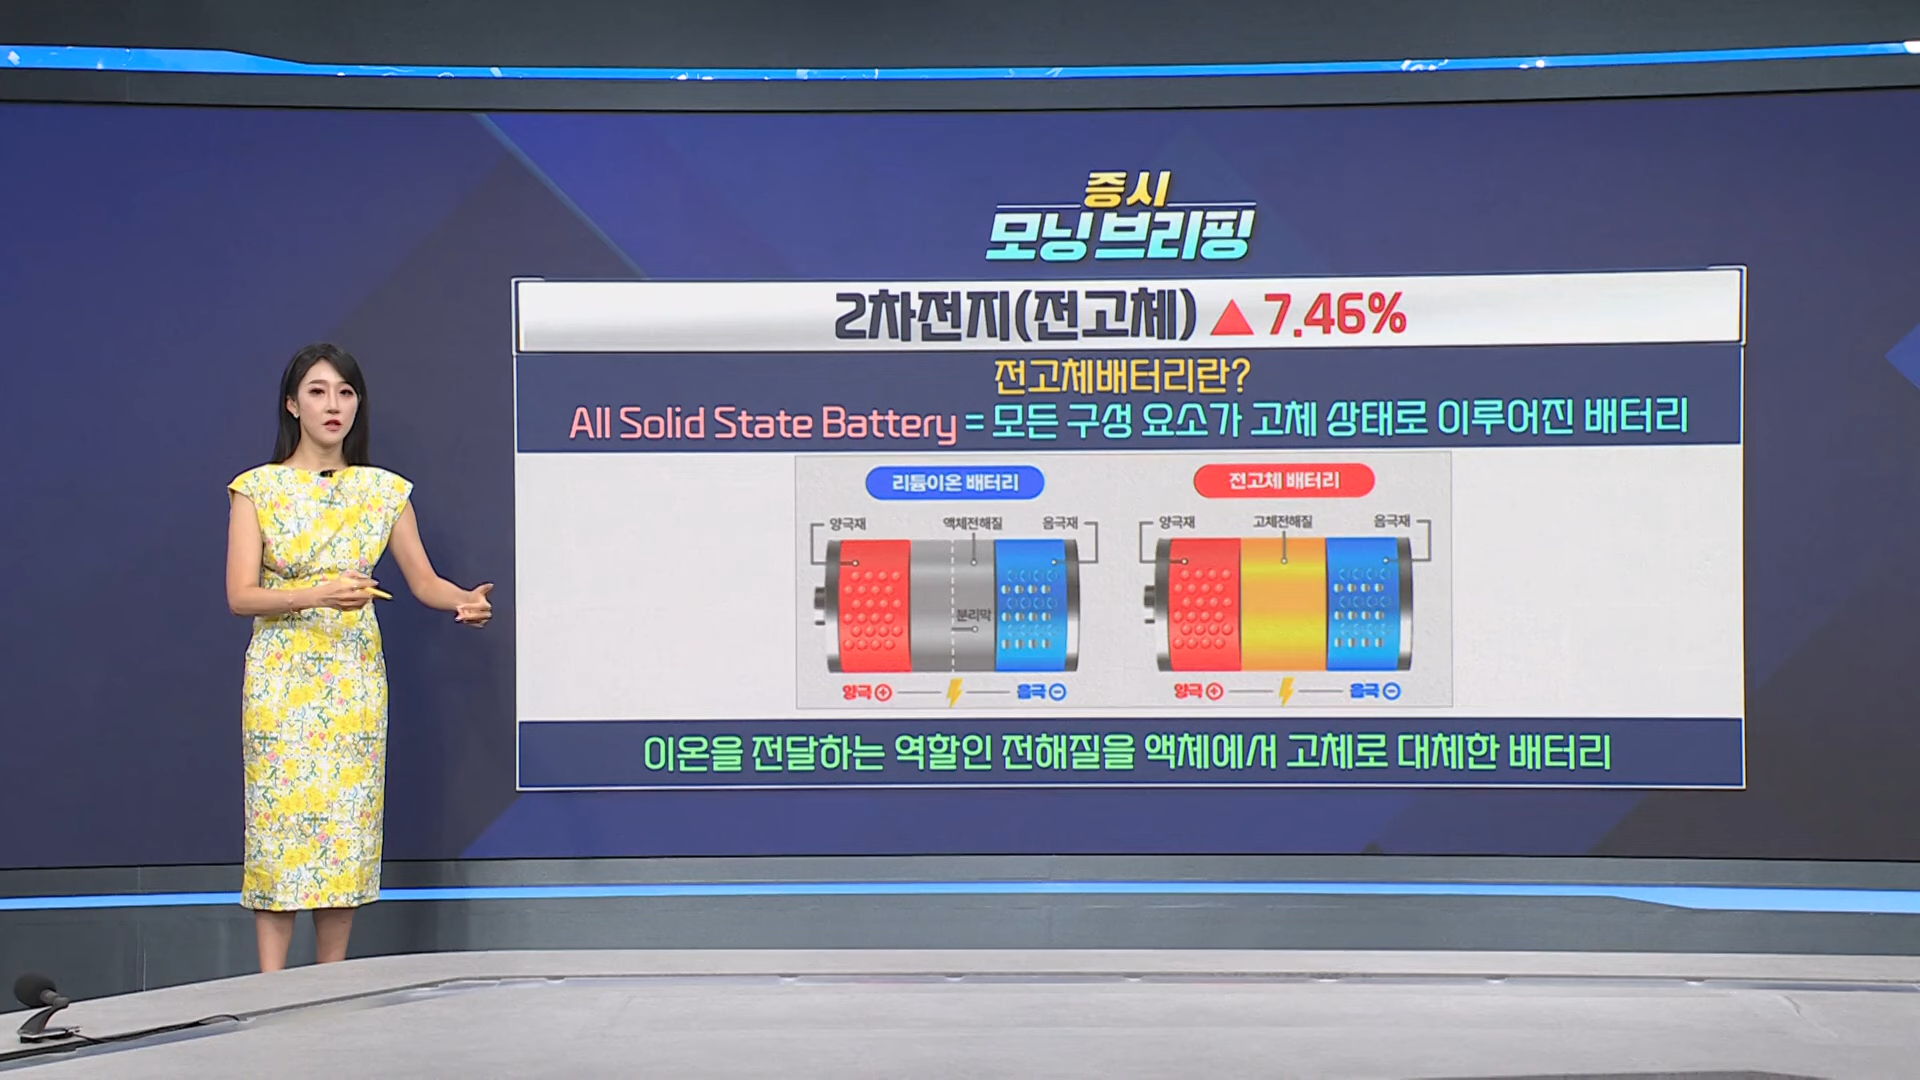 증시
모닝 브리핑
2차전지(전고체) ▲ 7.46%
전고체배터리란?
All Solid State Battery = 모든 구성 요소가 고체 상태로 이루어진 배터리
리튬이온 배터리
양극재 액체전해질 음극재
분리막
양극 + 음극 −
전고체 배터리
양극재 고체전해질 음극재
양극 + 음극 −
이온을 전달하는 역할인 전해질을 액체에서 고체로 대체한 배터리